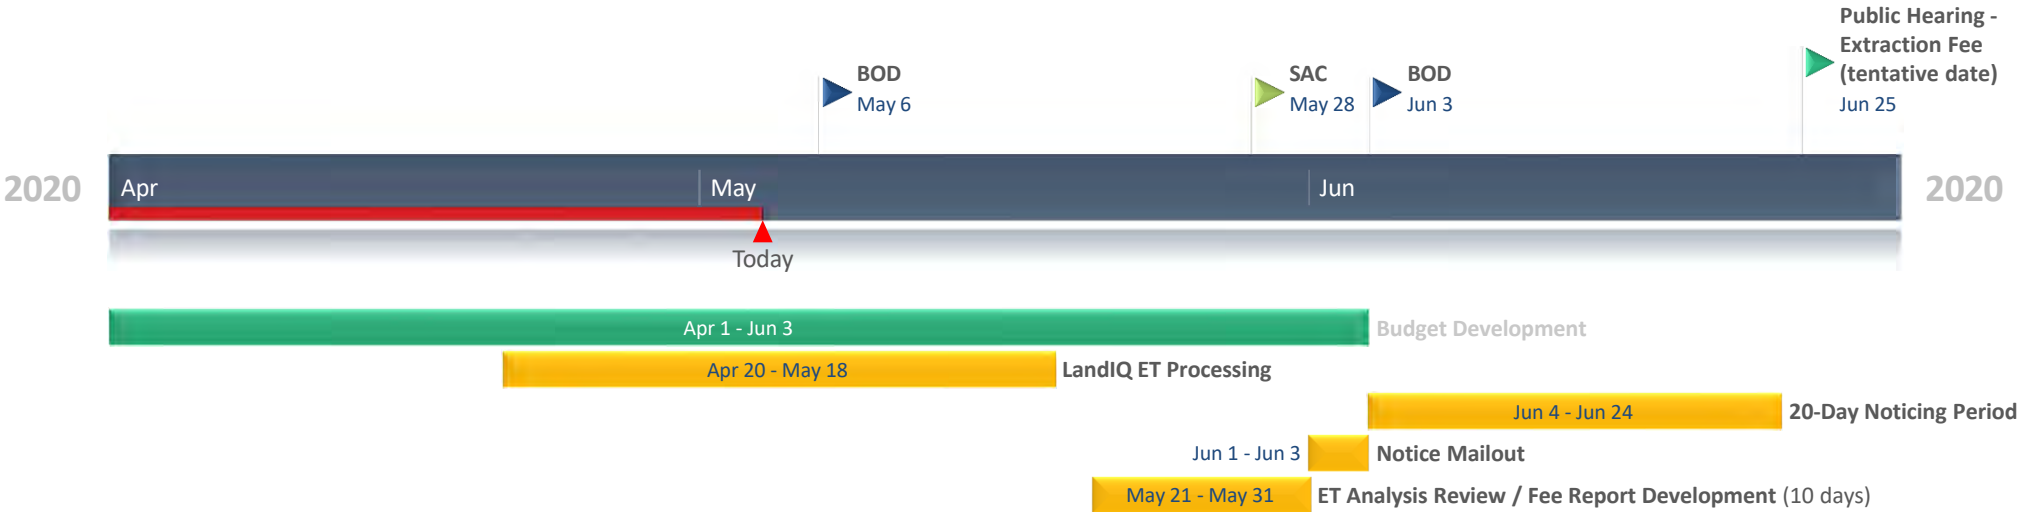 Public Hearing -
Extraction Fee
(tentative date)
Jun 25
BOD
May 6
SAC
May 28
BOD
Jun 3
2020
Apr
May
Jun
2020
Today
Apr 1 - Jun 3
Budget Development
Apr 20 - May 18
LandIQ ET Processing
Jun 4 - Jun 24
20-Day Noticing Period
Jun 1 - Jun 3
Notice Mailout
May 21 - May 31
ET Analysis Review / Fee Report Development (10 days)